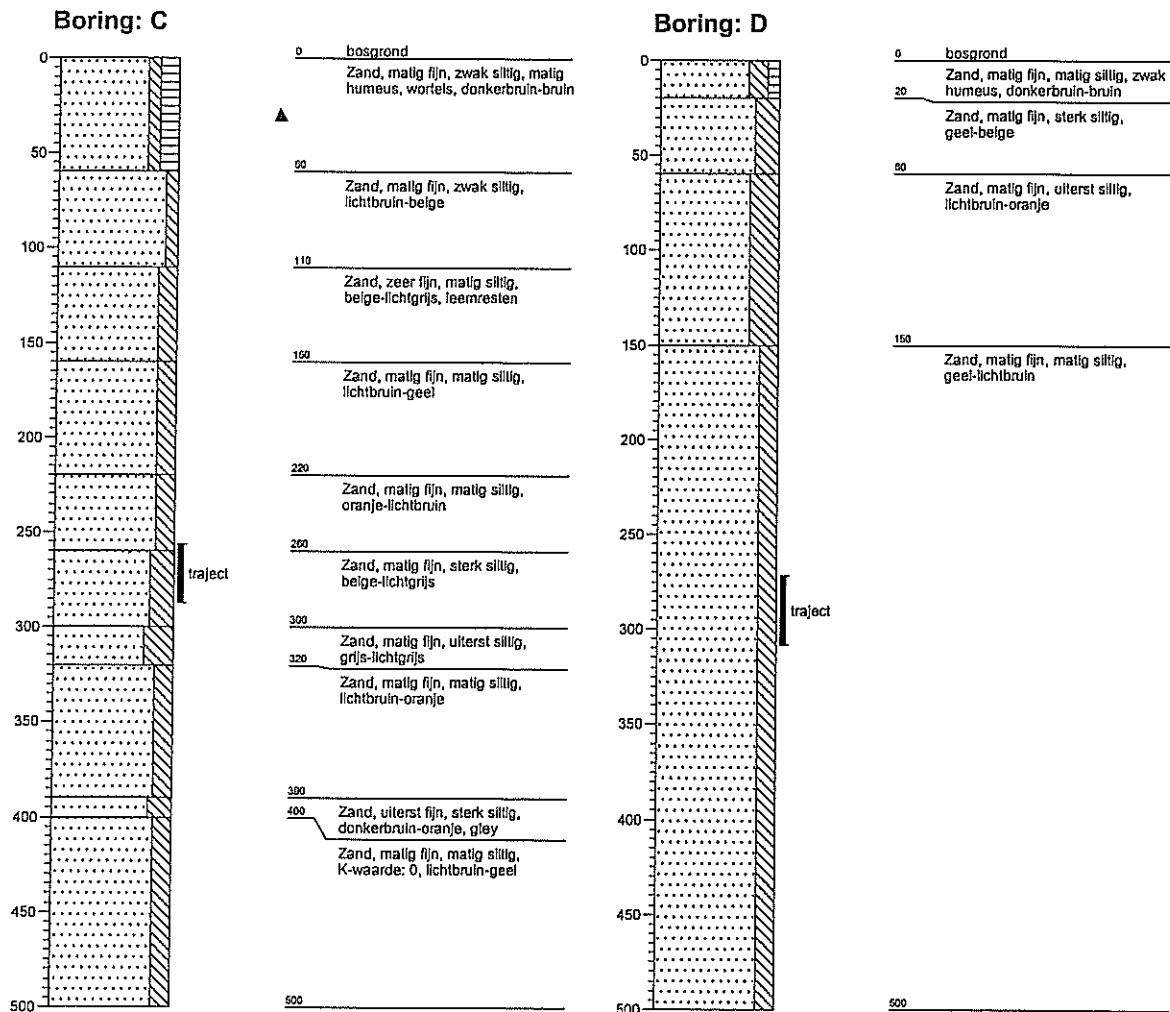 Boring: C
0
50
100
150
200
250
300
350
400
450
500
traject
0 bosgrond
Zand, matig fijn, zwak siltig, matig
humeus, wortels, donkerbruin-bruin
60
Zand, matig fijn, zwak siltig,
lichtbruin-beige
110
Zand, zeer fijn, matig siltig,
beige-lichtgrijs, leemresten
160
Zand, matig fijn, matig siltig,
lichtbruin-geel
220
Zand, matig fijn, matig siltig,
oranje-lichtbruin
260
Zand, matig fijn, sterk siltig,
beige-lichtgrijs
300
Zand, matig fijn, uiterst siltig,
grijs-lichtgrijs
320
Zand, matig fijn, matig siltig,
lichtbruin-oranje
390
400 Zand, uiterst fijn, sterk siltig,
donkerbruin-oranje, gley
Zand, matig fijn, matig siltig,
K-waarde: 0, lichtbruin-geel
500
Boring: D
0
50
100
150
200
250
300
350
400
450
500
traject
0 bosgrond
Zand, matig fijn, matig siltig, zwak
20 humeus, donkerbruin-bruin
Zand, matig fijn, sterk siltig,
geel-beige
60
Zand, matig fijn, uiterst siltig,
lichtbruin-oranje
150
Zand, matig fijn, matig siltig,
geel-lichtbruin
500